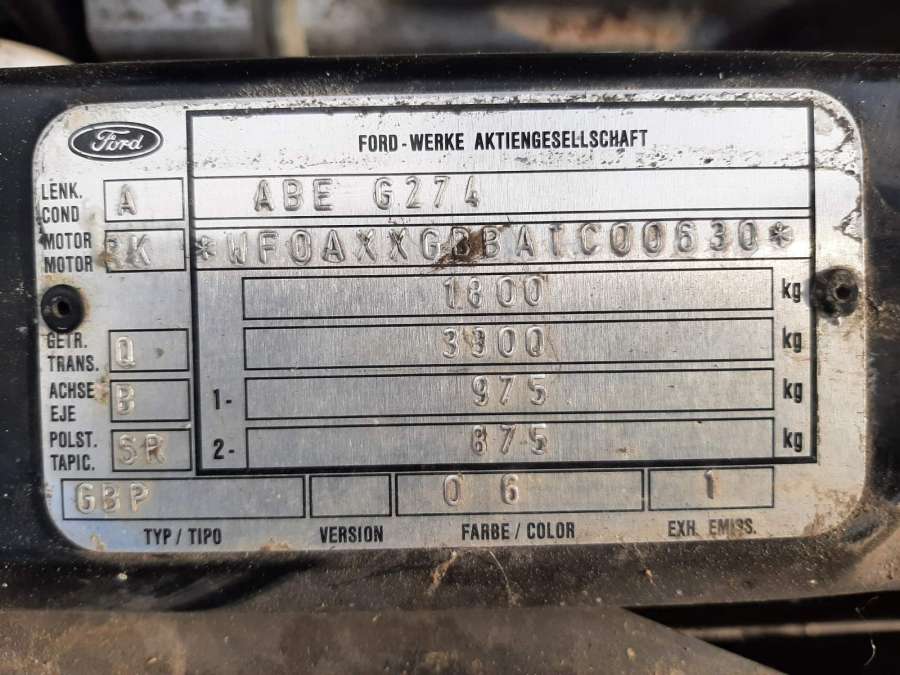 Ford
FORD-WERKE AKTIENGESELLSCHAFT
LENK.
COND
A
ABE G274
MOTOR
MOTOR
RK
*WF0AXXGBBATC00630*
1800 kg
GETR.
TRANS.
Q
3300 kg
ACHSE
EJE
B
1- 975 kg
POLST.
TAPIC.
SR
2- 875 kg
GBP 06 1
TYP / TIPO VERSION FARBE / COLOR EXH. EMISS.